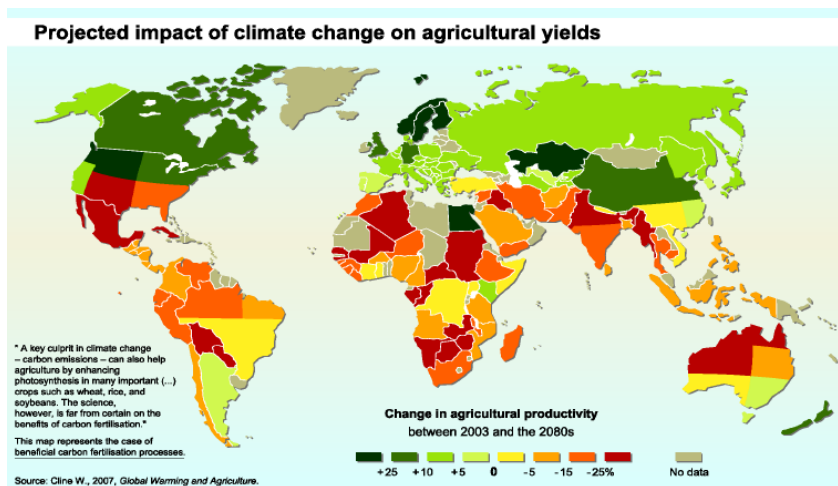 Projected impact of climate change on agricultural yields
" A key culprit in climate change
– carbon emissions – can also help
agriculture by enhancing
photosynthesis in many important (...)
crops such as wheat, rice, and
soybeans. The science,
however, is far from certain on the
benefits of carbon fertilisation."
This map represents the case of
beneficial carbon fertilisation processes.
Change in agricultural productivity
between 2003 and the 2080s
+25 +10 +5 0 -5 -15 -25% No data
Source: Cline W., 2007, Global Warming and Agriculture.